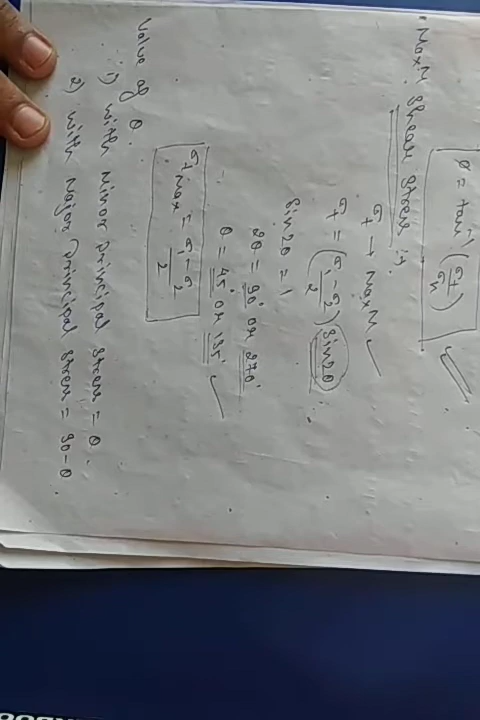 θ = tan⁻¹ (σt/σn)
* Maxm. shear stress :-
σt → Maxm
σt = (σ1 - σ2 / 2) sin2θ
sin2θ = 1
2θ = 90° or 270°
θ = 45° or 135°
σt max = σ1 - σ2 / 2
Value of θ.
1) with minor principal stress = θ.
2) with major principal stress = 90-θ